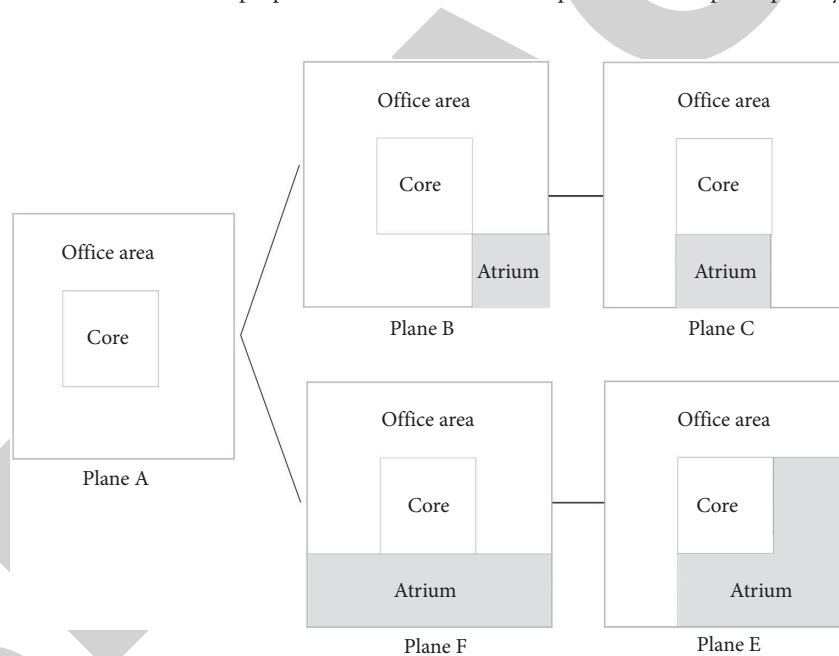 Office area
Core
Atrium
Plane B
Office area
Core
Atrium
Plane C
Office area
Core
Plane A
Office area
Core
Atrium
Plane F
Office area
Core
Atrium
Plane E